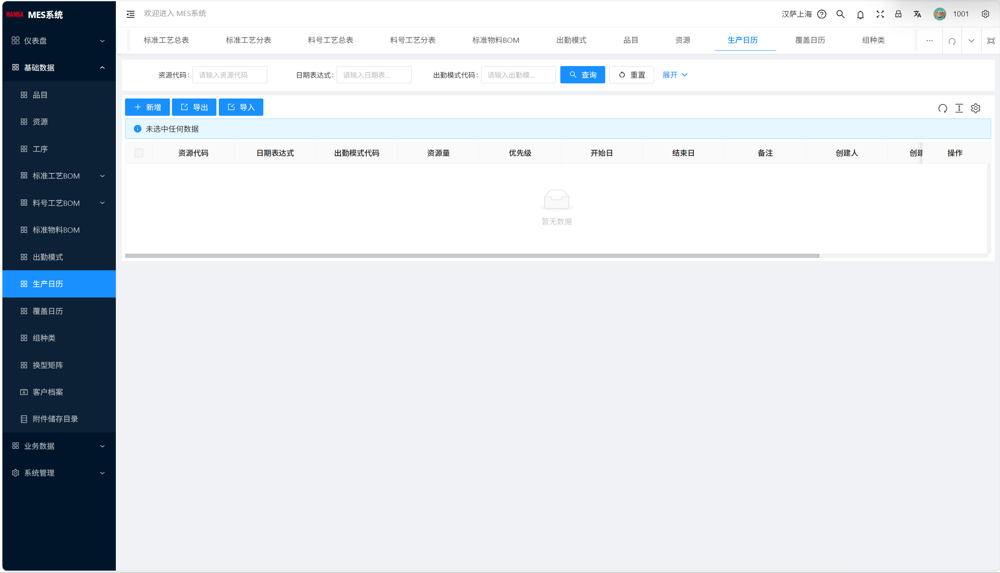 HANSA MES系统
欢迎进入 MES系统
汉萨上海
1001
仪表盘
基础数据
品目
资源
工序
标准工艺BOM
料号工艺BOM
标准物料BOM
出勤模式
生产日历
覆盖日历
组种类
换型矩阵
客户档案
附件储存目录
业务数据
系统管理
标准工艺总表 标准工艺分表 料号工艺总表 料号工艺分表 标准物料BOM 出勤模式 品目 资源 生产日历 覆盖日历 组种类 ···
资源代码: 请输入资源代码 日期表达式: 请输入日期表... 出勤模式代码: 请输入出勤模... 查询 重置 展开
新增 导出 导入
未选中任何数据
资源代码 日期表达式 出勤模式代码 资源量 优先级 开始日 结束日 备注 创建人 创建 操作
暂无数据